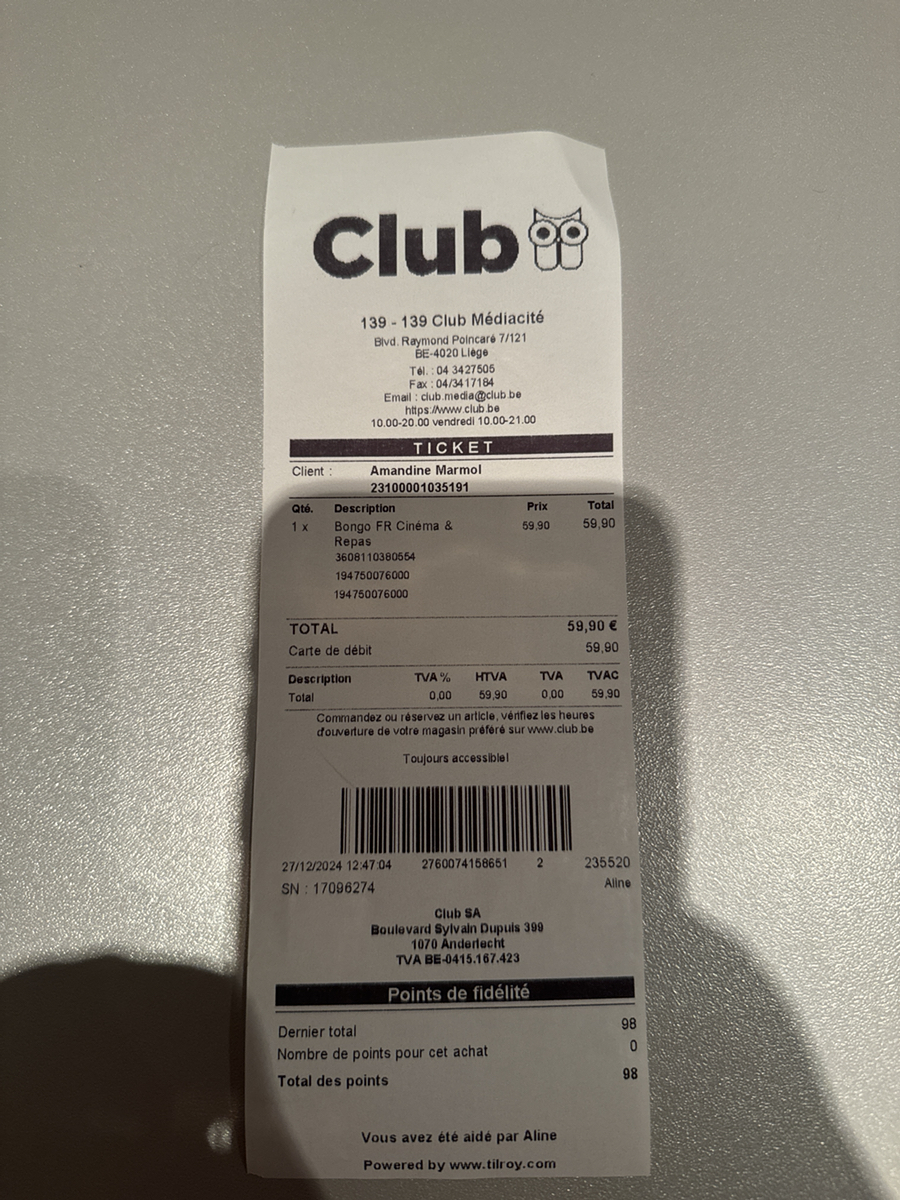 Club
139 - 139 Club Médiacité
Blvd. Raymond Poincaré 7/121
BE-4020 Liège
Tél. : 04 3427505
Fax : 04/3417184
Email : club.media@club.be
https://www.club.be
10.00-20.00 vendredi 10.00-21.00
TICKET
Client : Amandine Marmol
23100001035191
Qté. Description Prix Total
1 x Bongo FR Cinéma & 59,90 59,90
Repas
3608110380554
194750076000
194750076000
TOTAL 59,90 €
Carte de débit 59,90
Description TVA % HTVA TVA TVAC
Total 0,00 59,90 0,00 59,90
Commandez ou réservez un article, vérifiez les heures
d'ouverture de votre magasin préféré sur www.club.be
Toujours accessible!
27/12/2024 12:47:04 2760074158651 2 235520
SN : 17096274 Aline
Club SA
Boulevard Sylvain Dupuis 399
1070 Anderlecht
TVA BE-0415.167.423
Points de fidélité
Dernier total 98
Nombre de points pour cet achat 0
Total des points 98
Vous avez été aidé par Aline
Powered by www.tilroy.com